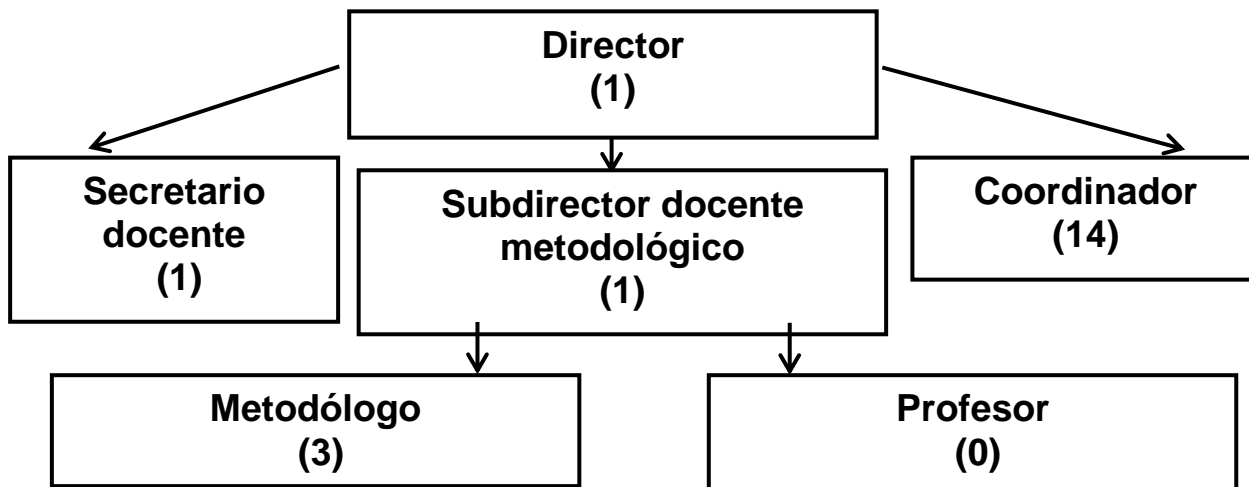 Director
(1)
Secretario
docente
(1)
Subdirector docente
metodológico
(1)
Coordinador
(14)
Metodólogo
(3)
Profesor
(0)